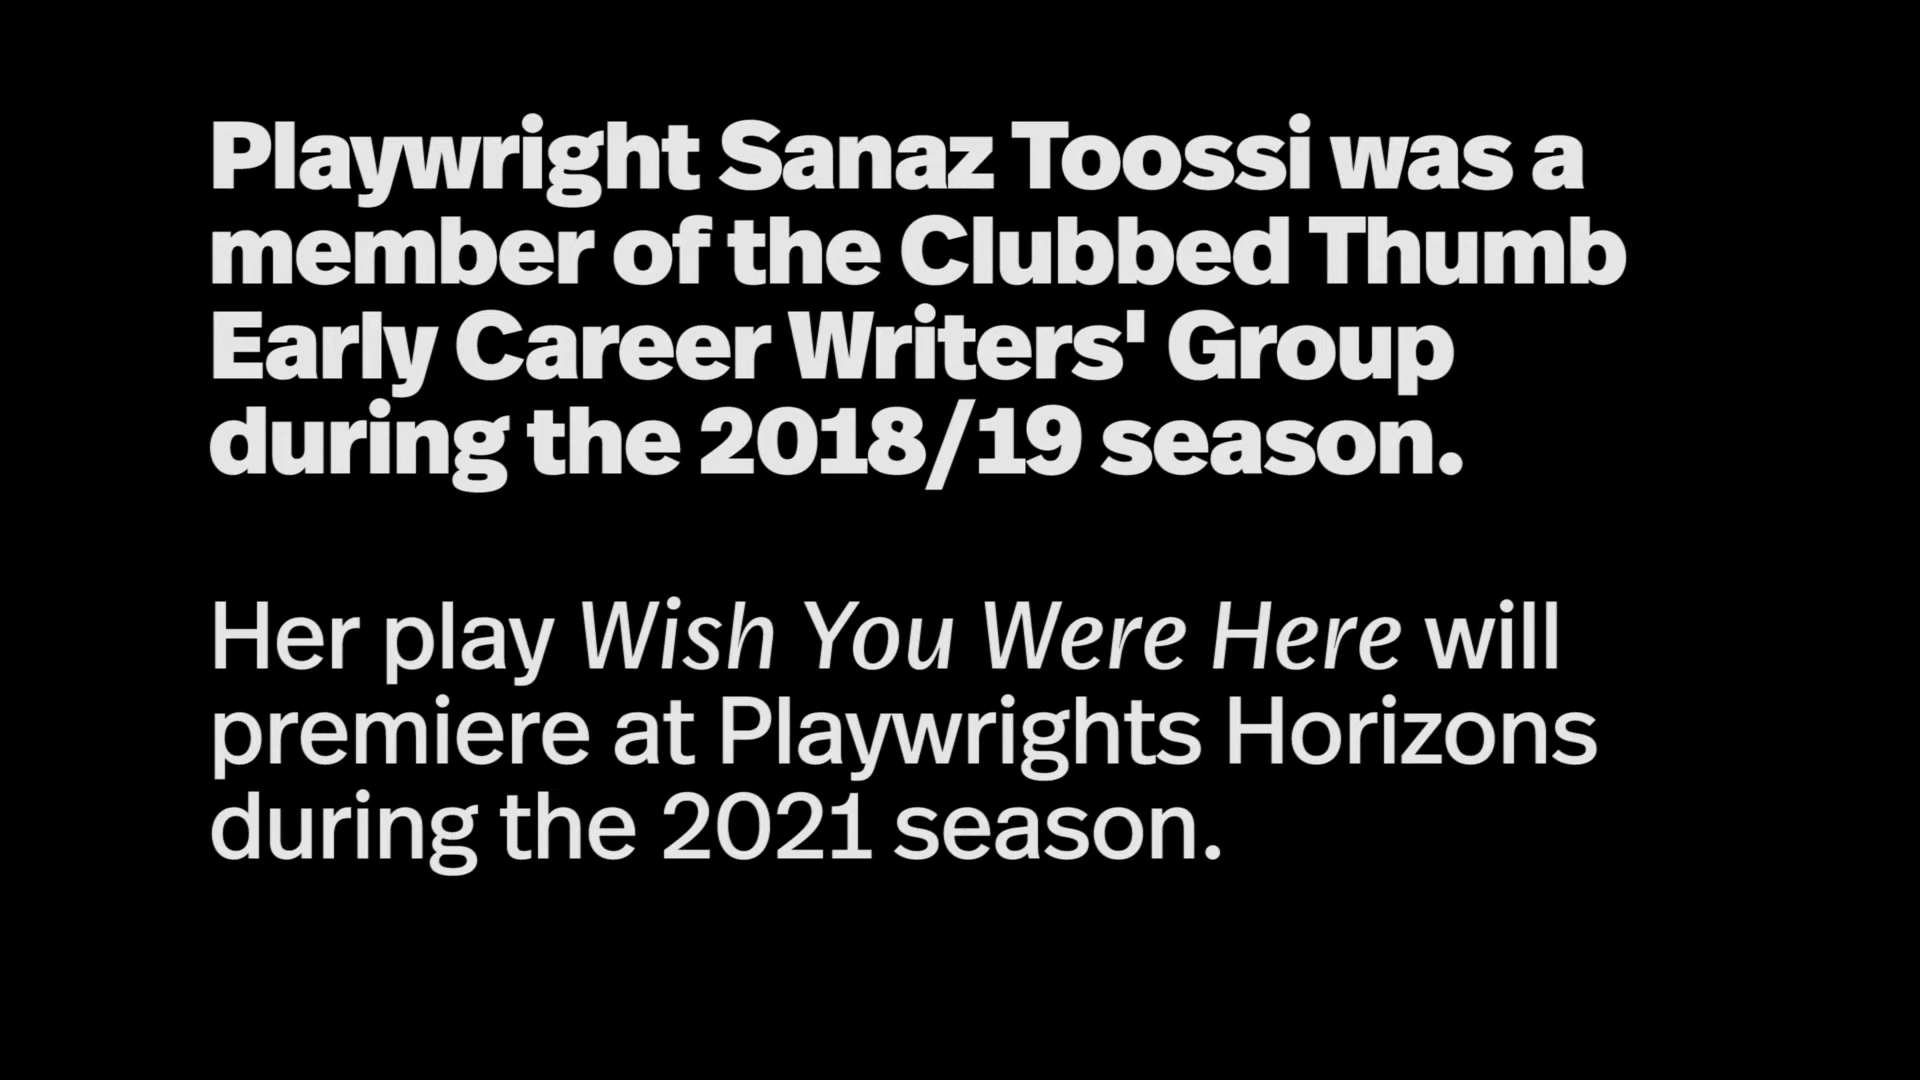 Playwright Sanaz Toossi was a
member of the Clubbed Thumb
Early Career Writers' Group
during the 2018/19 season.
Her play Wish You Were Here will
premiere at Playwrights Horizons
during the 2021 season.